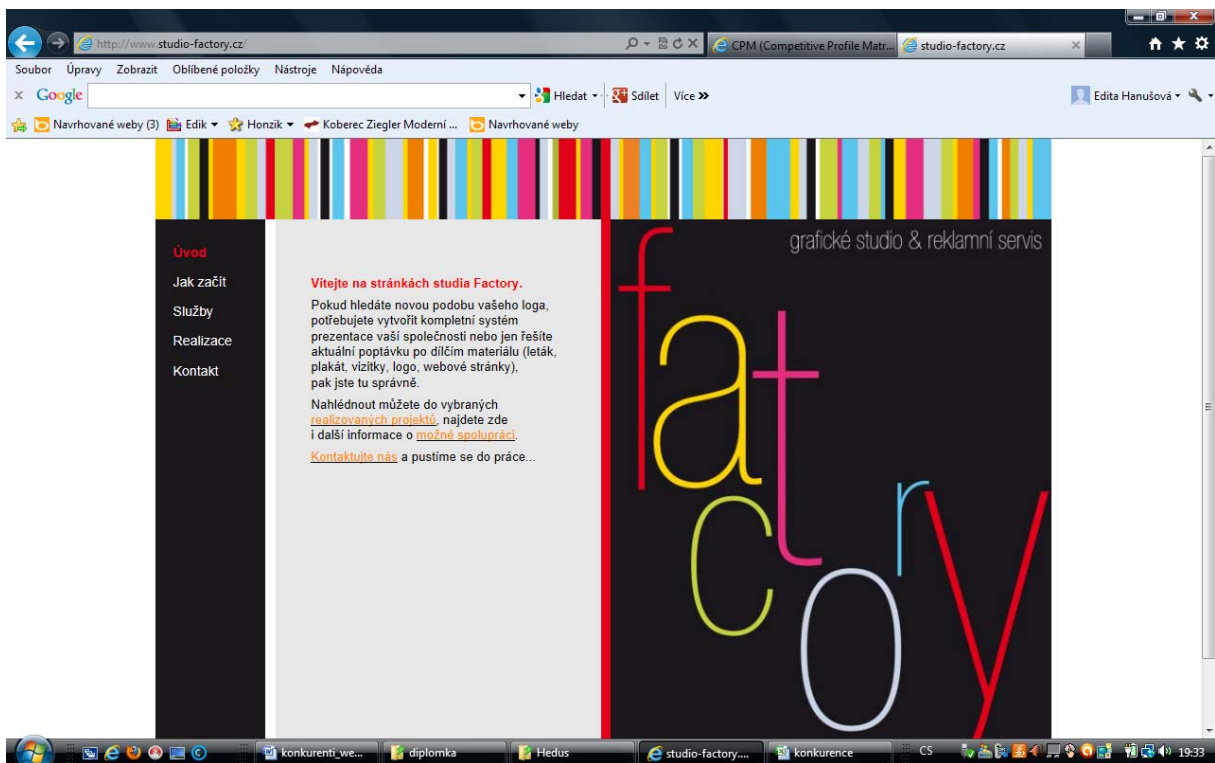 http://www.studio-factory.cz/
CPM (Competitive Profile Matr...
studio-factory.cz
Soubor Úpravy Zobrazit Oblíbené položky Nástroje Nápověda
x Google Hledat Sdílet Více »
Edita Hanušová
Navrhované weby (3) Edik Honzik Koberec Ziegler Moderní ... Navrhované weby
grafické studio & reklamní servis
factory
Úvod
Jak začít
Služby
Realizace
Kontakt
Vítejte na stránkách studia Factory.
Pokud hledáte novou podobu vašeho loga,
potřebujete vytvořit kompletní systém
prezentace vaší společnosti nebo jen řešíte
aktuální poptávku po dílčím materiálu (leták,
plakát, vizitky, logo, webové stránky),
pak jste tu správně.
Nahlédnout můžete do vybraných
realizovaných projektů, najdete zde
i další informace o možné spolupráci.
Kontaktujte nás a pustíme se do práce...
konkurenti_we... diplomka Hedus studio-factory.... konkurence CS 19:33